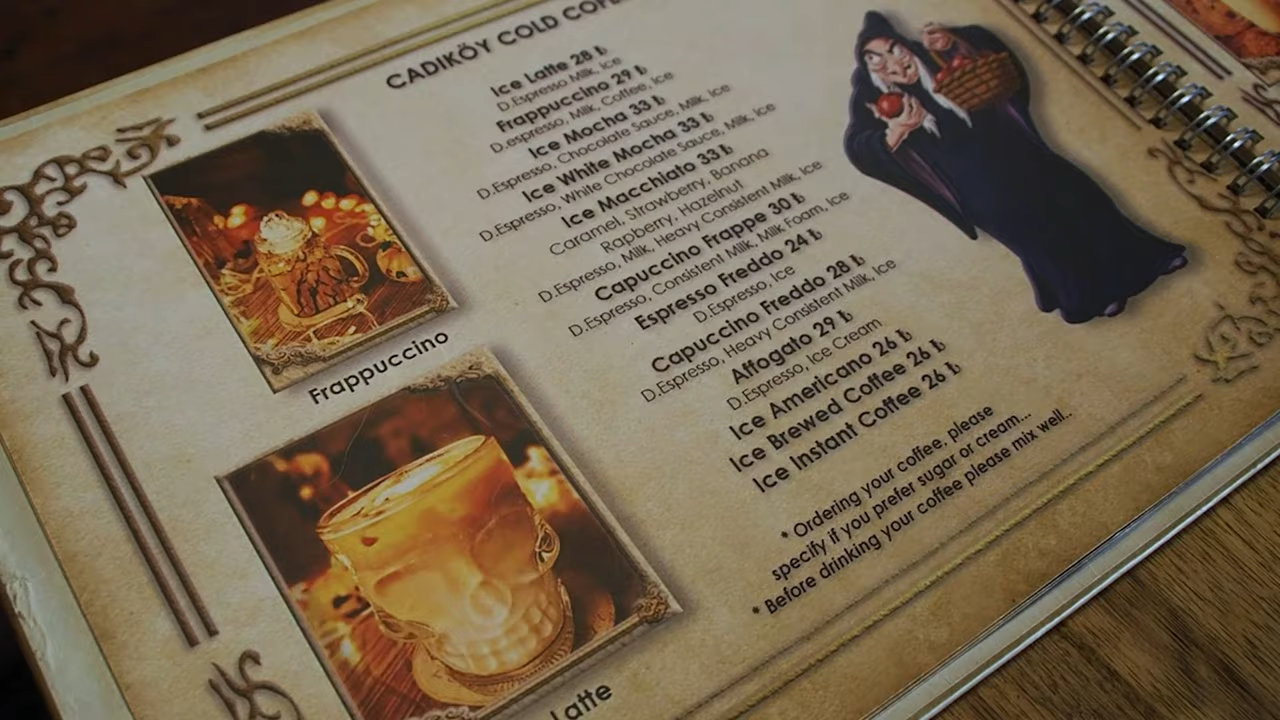 CADIKÖY COLD COFFE
Ice Latte 28 ₺
D.Espresso Milk, Ice
Frappuccino 29 ₺
D.espresso, Milk, Coffee, Ice
Ice Mocha 33 ₺
D.Espresso, Chocolate Sauce, Milk, Ice
Ice White Mocha 33 ₺
D.Espresso, White Chocolate Sauce, Milk, Ice
Ice Macchiato 33 ₺
Caramel, Strawberry, Banana
Rapberry, Hazelnut
D.Espresso, Milk, Heavy Consistent Milk, Ice
Capuccino Frappe 30 ₺
D.Espresso, Consistent Milk, Milk Foam, Ice
Espresso Freddo 24 ₺
D.Espresso, Ice
Capuccino Freddo 28 ₺
D.Espresso, Heavy Consistent Milk, Ice
Affogato 29 ₺
D.Espresso, Ice Cream
Ice Americano 26 ₺
Ice Brewed Coffee 26 ₺
Ice Instant Coffee 26 ₺
* Ordering your coffee, please
specify if you prefer sugar or cream...
* Before drinking your coffee please mix well..
Frappuccino
Latte